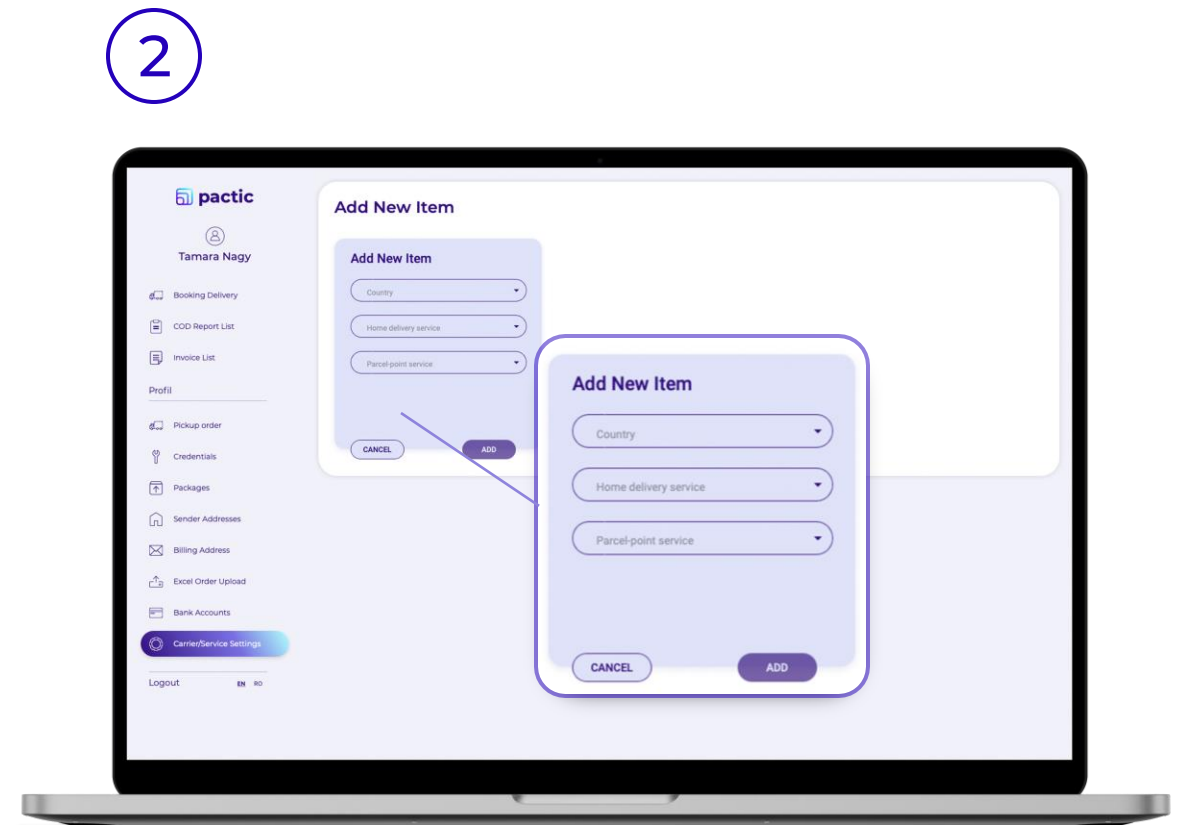 2
pactic
Tamara Nagy
Booking Delivery
COD Report List
Invoice List
Profil
Pickup order
Credentials
Packages
Sender Addresses
Billing Address
Excel Order Upload
Bank Accounts
Carrier/Service Settings
Logout EN RO
Add New Item
Add New Item
Country
Home delivery service
Parcel-point service
CANCEL ADD
Add New Item
Country
Home delivery service
Parcel-point service
CANCEL ADD